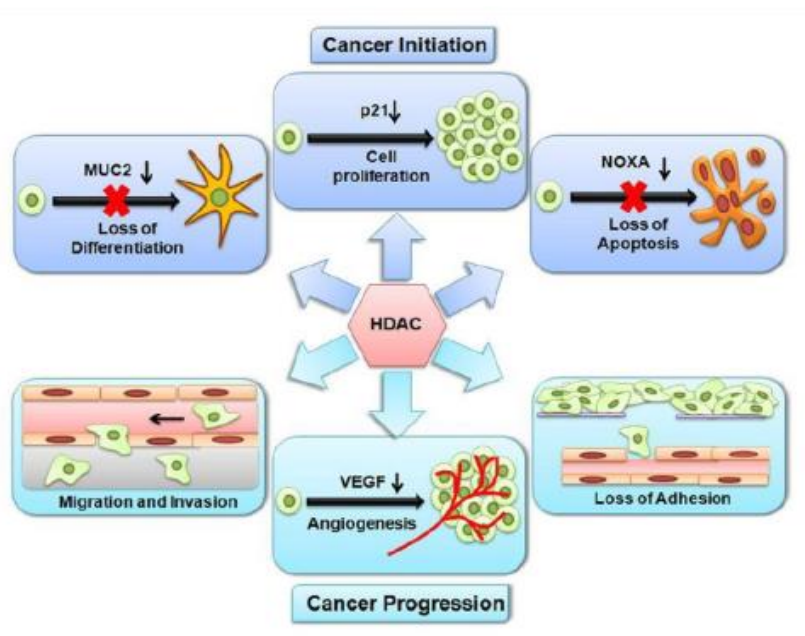 Cancer Initiation
p21↓
Cell
proliferation
MUC2 ↓
Loss of
Differentiation
NOXA ↓
Loss of
Apoptosis
HDAC
Migration and Invasion
VEGF ↓
Angiogenesis
Loss of Adhesion
Cancer Progression